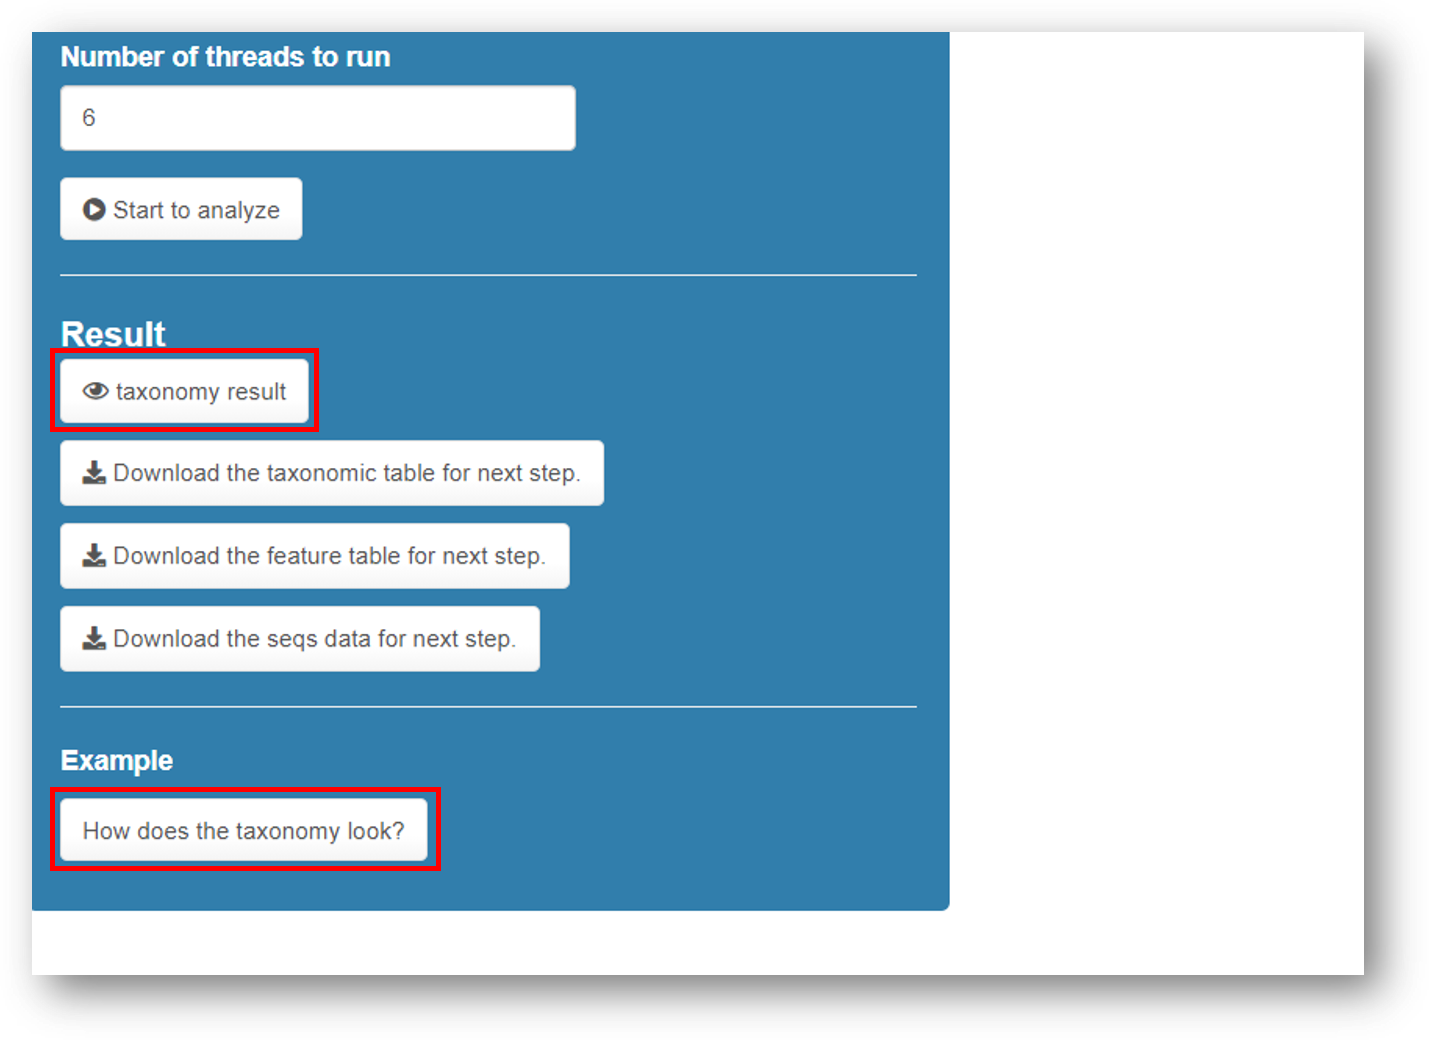 Number of threads to run
6
Start to analyze
Result
taxonomy result
Download the taxonomic table for next step.
Download the feature table for next step.
Download the seqs data for next step.
Example
How does the taxonomy look?